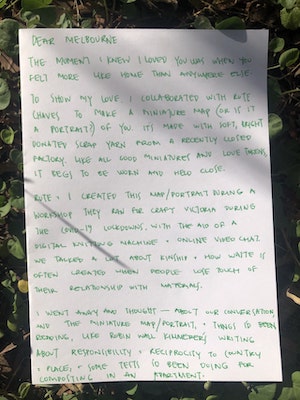 DEAR MELBOURNE
THE MOMENT I KNEW I LOVED YOU WAS WHEN YOU
FELT MORE LIKE HOME THAN ANYWHERE ELSE.
TO SHOW MY LOVE, I COLLABORATED WITH RUTE
CHAVES TO MAKE A MINIATURE MAP (OR IS IT
A PORTRAIT?) OF YOU. IT'S MADE WITH SOFT, BRIGHT
DONATED SCRAP YARN FROM A RECENTLY CLOSED
FACTORY. LIKE ALL GOOD MINIATURES AND LOVE TOKENS,
IT BEGS TO BE WORN AND HELD CLOSE.
RUTE + I CREATED THIS MAP/PORTRAIT DURING A
WORKSHOP THEY RAN FOR CRAFT VICTORIA DURING
THE COVID-19 LOCKDOWNS. WITH THE AID OF A
DIGITAL KNITTING MACHINE + ONLINE VIDEO CHAT
WE TALKED A LOT ABOUT KINSHIP + HOW WASTE IS
OFTEN CREATED WHEN PEOPLE LOSE TOUCH OF
THEIR RELATIONSHIP WITH MATERIALS.
I WENT AWAY AND THOUGHT — ABOUT OUR CONVERSATION
AND THE MINIATURE MAP/PORTRAIT, + THINGS I'D BEEN
READING, LIKE ROBIN WALL KIMMERER'S WRITING
ABOUT RESPONSIBILITY + RECIPROCITY TO COUNTRY
+ PLACE, + SOME TESTS I'D BEEN DOING FOR
COMPOSTING IN AN APARTMENT.